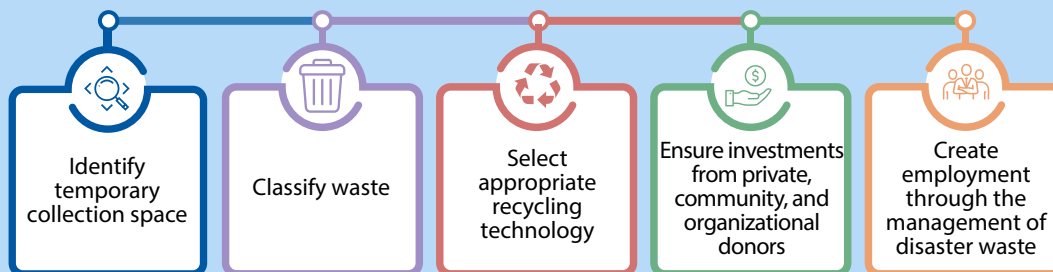 Identify
temporary
collection space
Classify waste
Select
appropriate
recycling
technology
Ensure investments
from private,
community, and
organizational
donors
Create
employment
through the
management of
disaster waste
$